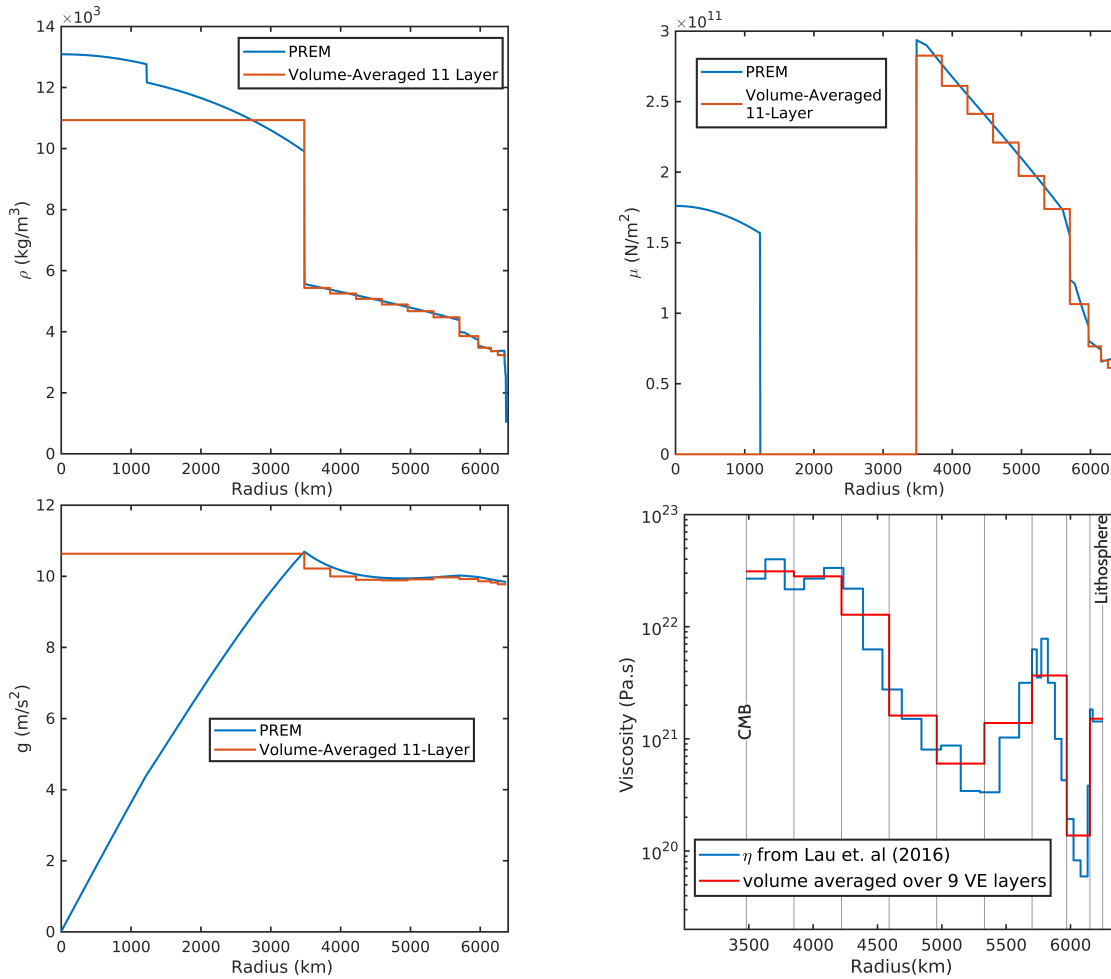 ×10³
14
12
10
8
6
4
2
0
ρ (kg/m³)
PREM
Volume-Averaged 11 Layer
0 1000 2000 3000 4000 5000 6000
Radius (km)
×10¹¹
3
2.5
2
1.5
1
0.5
0
μ (N/m²)
PREM
Volume-Averaged
11-Layer
0 1000 2000 3000 4000 5000 6000
Radius (km)
12
10
8
6
4
2
0
g (m/s²)
PREM
Volume-Averaged 11-Layer
0 1000 2000 3000 4000 5000 6000
Radius (km)
10²³
10²²
10²¹
10²⁰
Viscosity (Pa.s)
CMB
Lithosphere
η from Lau et. al (2016)
volume averaged over 9 VE layers
3500 4000 4500 5000 5500 6000
Radius(km)